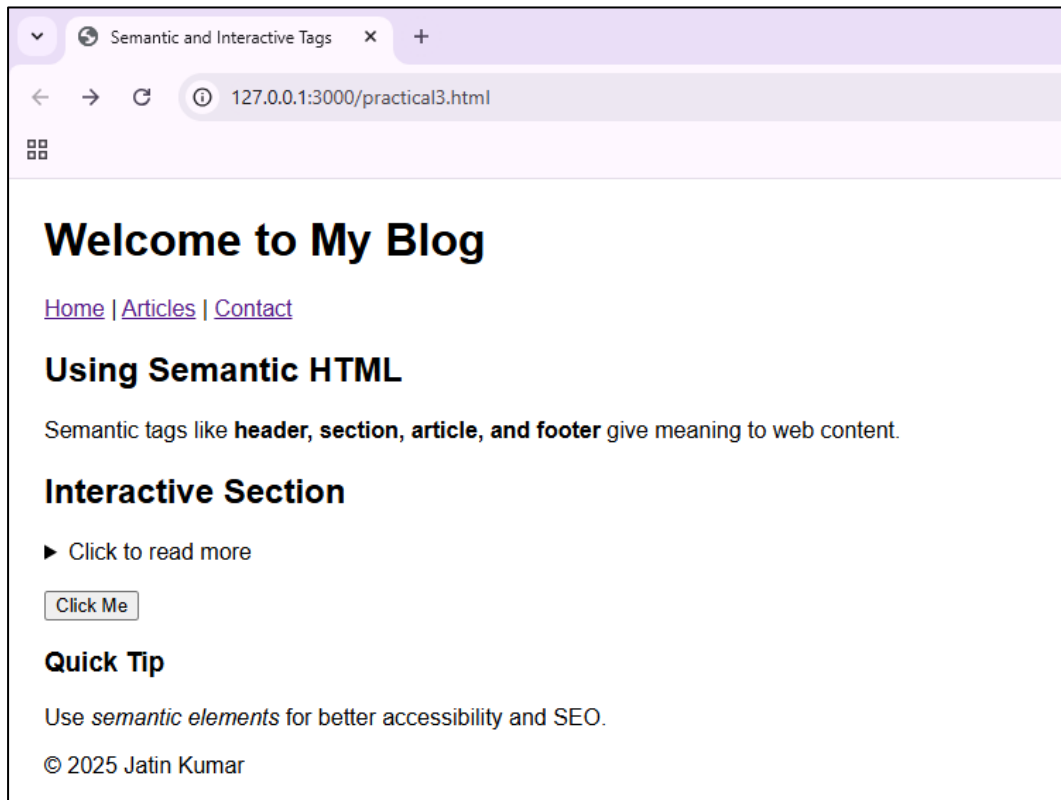 Semantic and Interactive Tags
127.0.0.1:3000/practical3.html
Welcome to My Blog
Home | Articles | Contact
Using Semantic HTML
Semantic tags like header, section, article, and footer give meaning to web content.
Interactive Section
Click to read more
Click Me
Quick Tip
Use semantic elements for better accessibility and SEO.
© 2025 Jatin Kumar